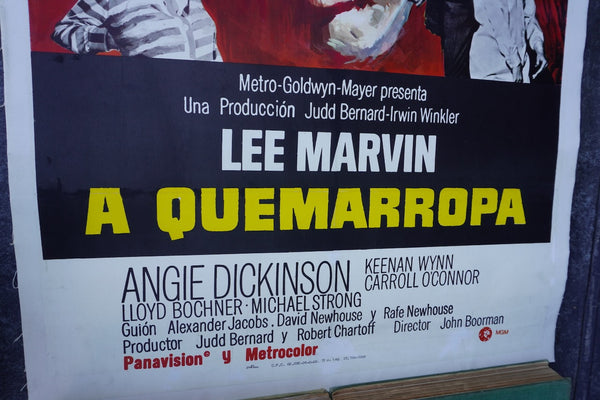 Metro-Goldwyn-Mayer presenta
Una Producción Judd Bernard-Irwin Winkler
LEE MARVIN
A QUEMARROPA
ANGIE DICKINSON
KEENAN WYNN
CARROLL O'CONNOR
LLOYD BOCHNER · MICHAEL STRONG
Guión Alexander Jacobs, David Newhouse y Rafe Newhouse
Productor Judd Bernard y Robert Chartoff Director John Boorman
MGM
Panavision® y Metrocolor